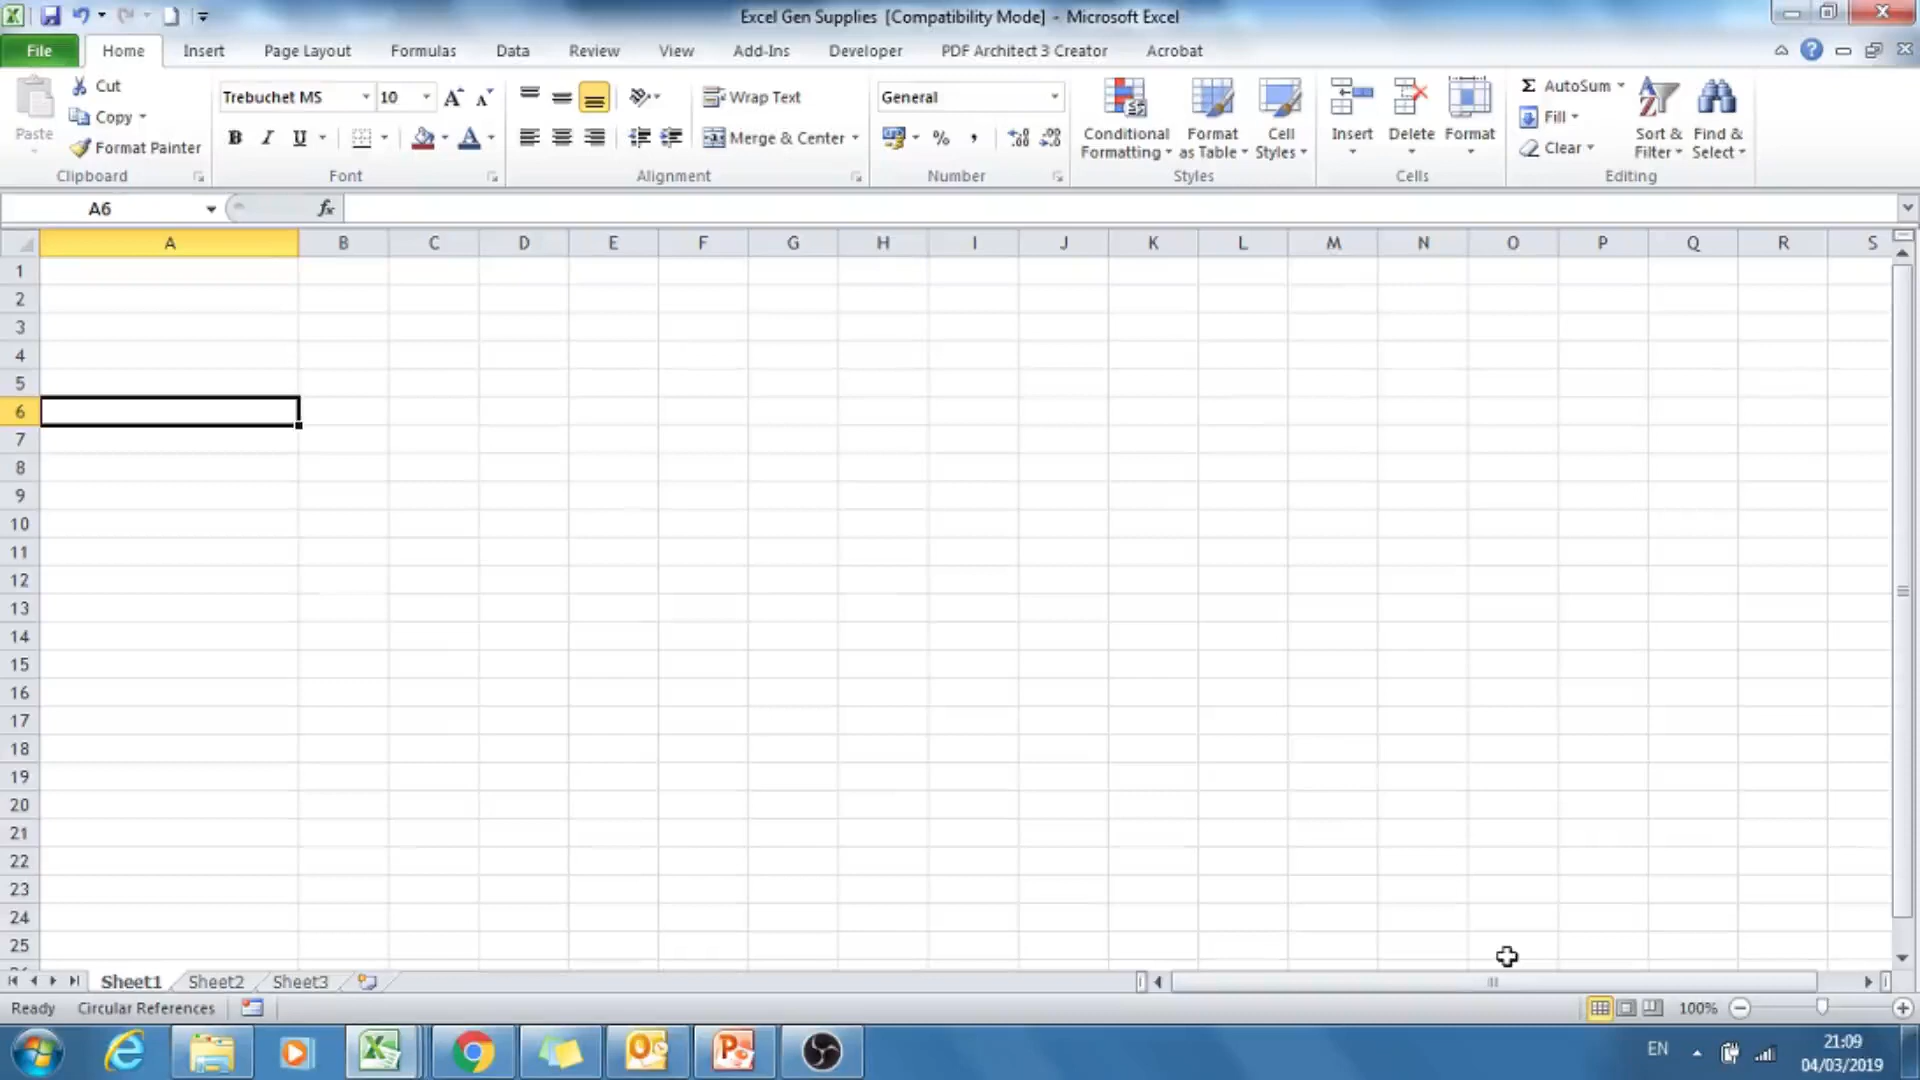 Excel Gen Supplies [Compatibility Mode] - Microsoft Excel
File Home Insert Page Layout Formulas Data Review View Add-Ins Developer PDF Architect 3 Creator Acrobat
Paste
Cut
Copy
Format Painter
Clipboard
Trebuchet MS 10
B I U
Font
Wrap Text
Merge & Center
Alignment
General
%
Number
Conditional Formatting
Format as Table
Cell Styles
Styles
Insert Delete Format
Cells
Σ AutoSum
Fill
Clear
Sort & Filter
Find & Select
Editing
A6 fx
A B C D E F G H I J K L M N O P Q R S
1
2
3
4
5
6
7
8
9
10
11
12
13
14
15
16
17
18
19
20
21
22
23
24
25
Sheet1 Sheet2 Sheet3
Ready Circular References 100%
EN 21:09
04/03/2019